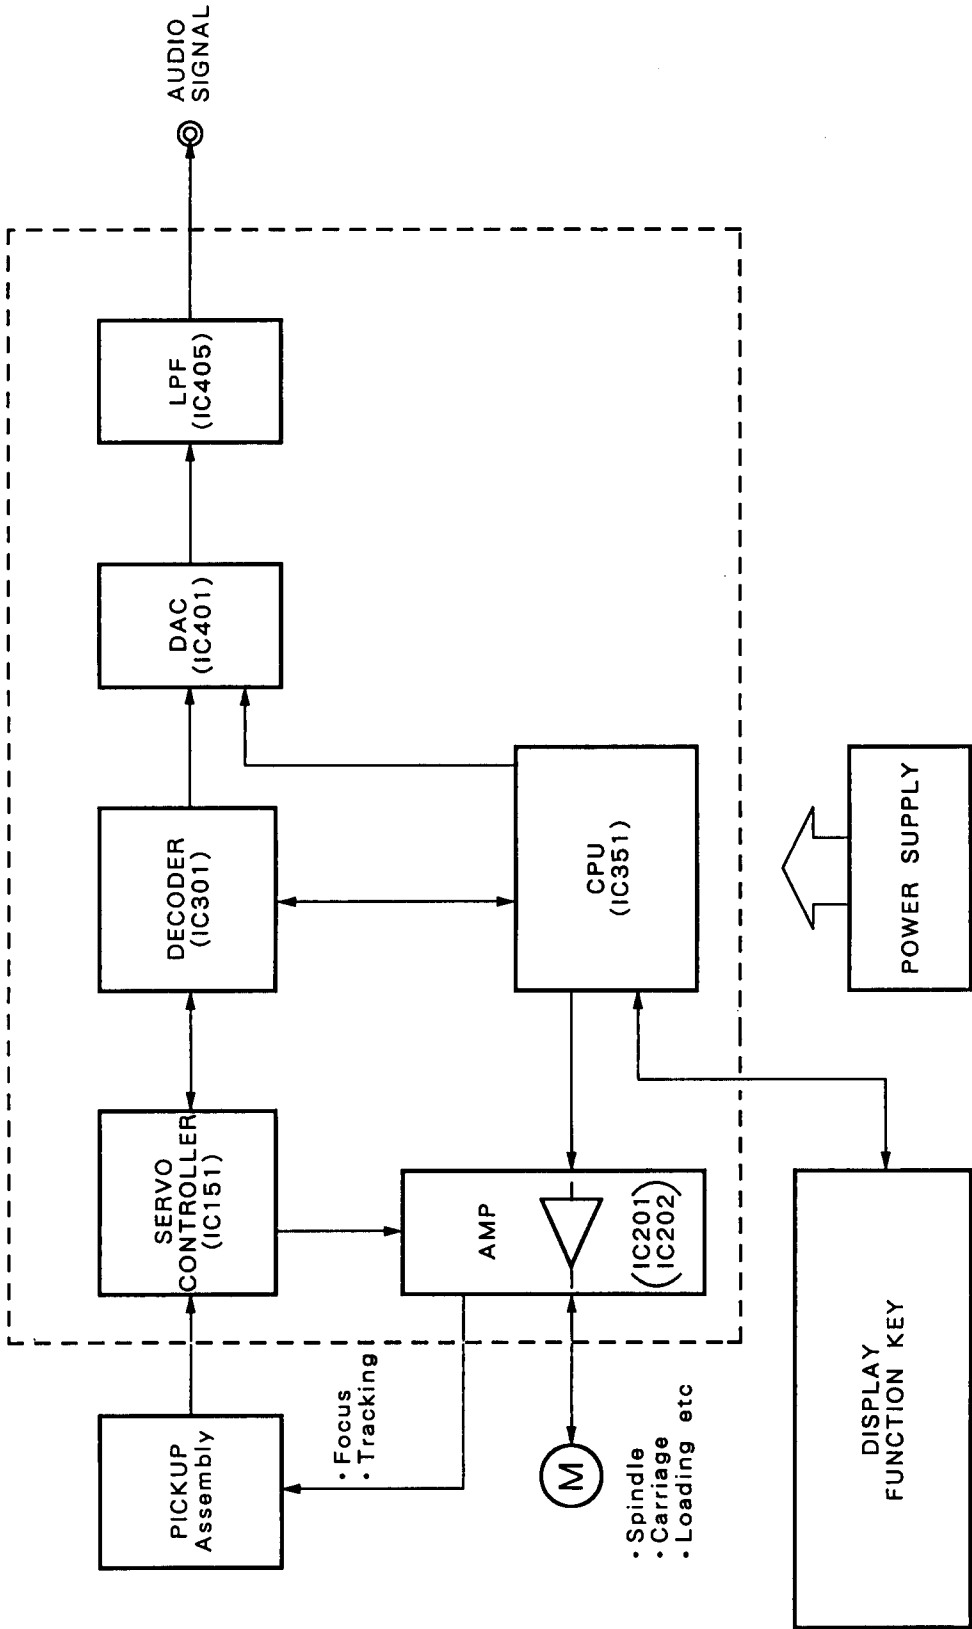 PICKUP
Assembly
SERVO
CONTROLLER
(IC151)
DECODER
(IC301)
DAC
(IC401)
LPF
(IC405)
AUDIO
SIGNAL
• Focus
• Tracking
AMP
(IC201)
(IC202)
CPU
(IC351)
M
• Spindle
• Carriage
• Loading etc
DISPLAY
FUNCTION KEY
POWER SUPPLY